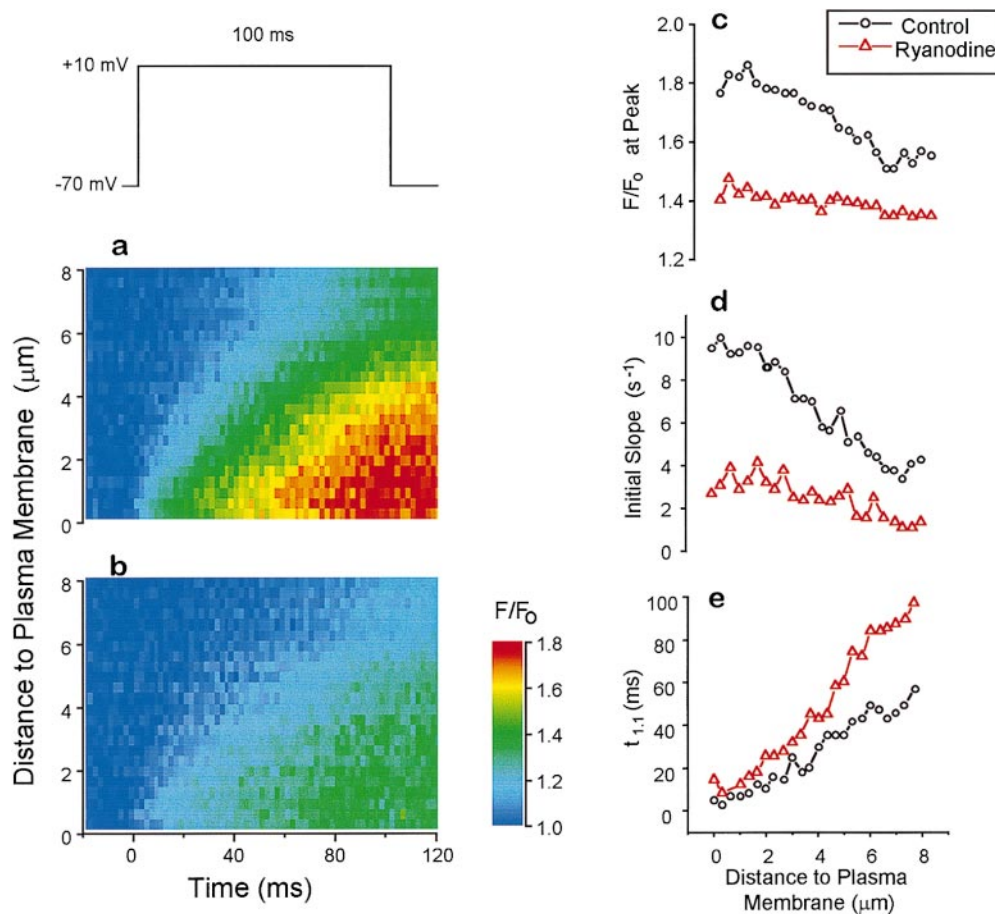 100 ms
+10 mV
-70 mV
a
8
6
4
2
0
b
8
6
4
2
0
Distance to Plasma Membrane (μm)
0 40 80 120
Time (ms)
F/Fo
1.8
1.6
1.4
1.2
1.0
c
Control
Ryanodine
2.0
1.8
1.6
1.4
1.2
F/Fo at Peak
d
10
8
6
4
2
0
Initial Slope (s⁻¹)
e
100
80
60
40
20
0
t1.1 (ms)
0 2 4 6 8
Distance to Plasma
Membrane (μm)